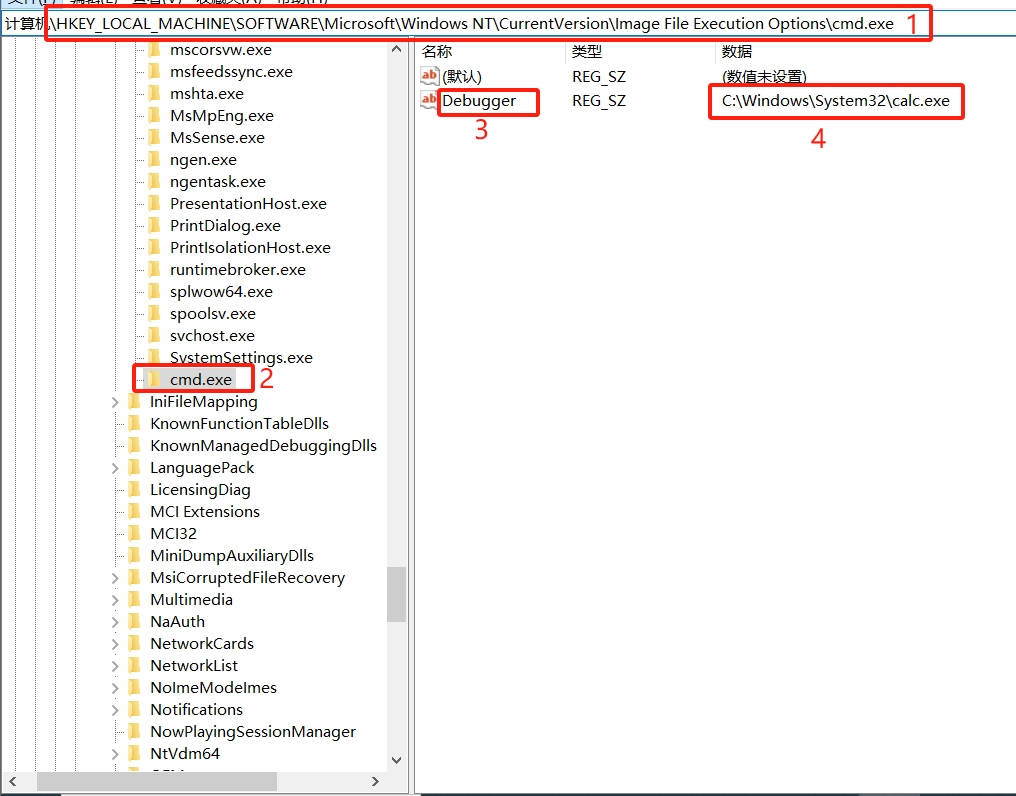 计算机\HKEY_LOCAL_MACHINE\SOFTWARE\Microsoft\Windows NT\CurrentVersion\Image File Execution Options\cmd.exe 1
mscorsvw.exe
msfeedssync.exe
mshta.exe
MsMpEng.exe
MsSense.exe
ngen.exe
ngentask.exe
PresentationHost.exe
PrintDialog.exe
PrintIsolationHost.exe
runtimebroker.exe
splwow64.exe
spoolsv.exe
svchost.exe
SystemSettings.exe
cmd.exe 2
IniFileMapping
KnownFunctionTableDlls
KnownManagedDebuggingDlls
LanguagePack
LicensingDiag
MCI Extensions
MCI32
MiniDumpAuxiliaryDlls
MsiCorruptedFileRecovery
Multimedia
NaAuth
NetworkCards
NetworkList
NoImeModeImes
Notifications
NowPlayingSessionManager
NtVdm64
名称 类型 数据
ab (默认) REG_SZ (数值未设置)
ab Debugger REG_SZ C:\Windows\System32\calc.exe
3 4